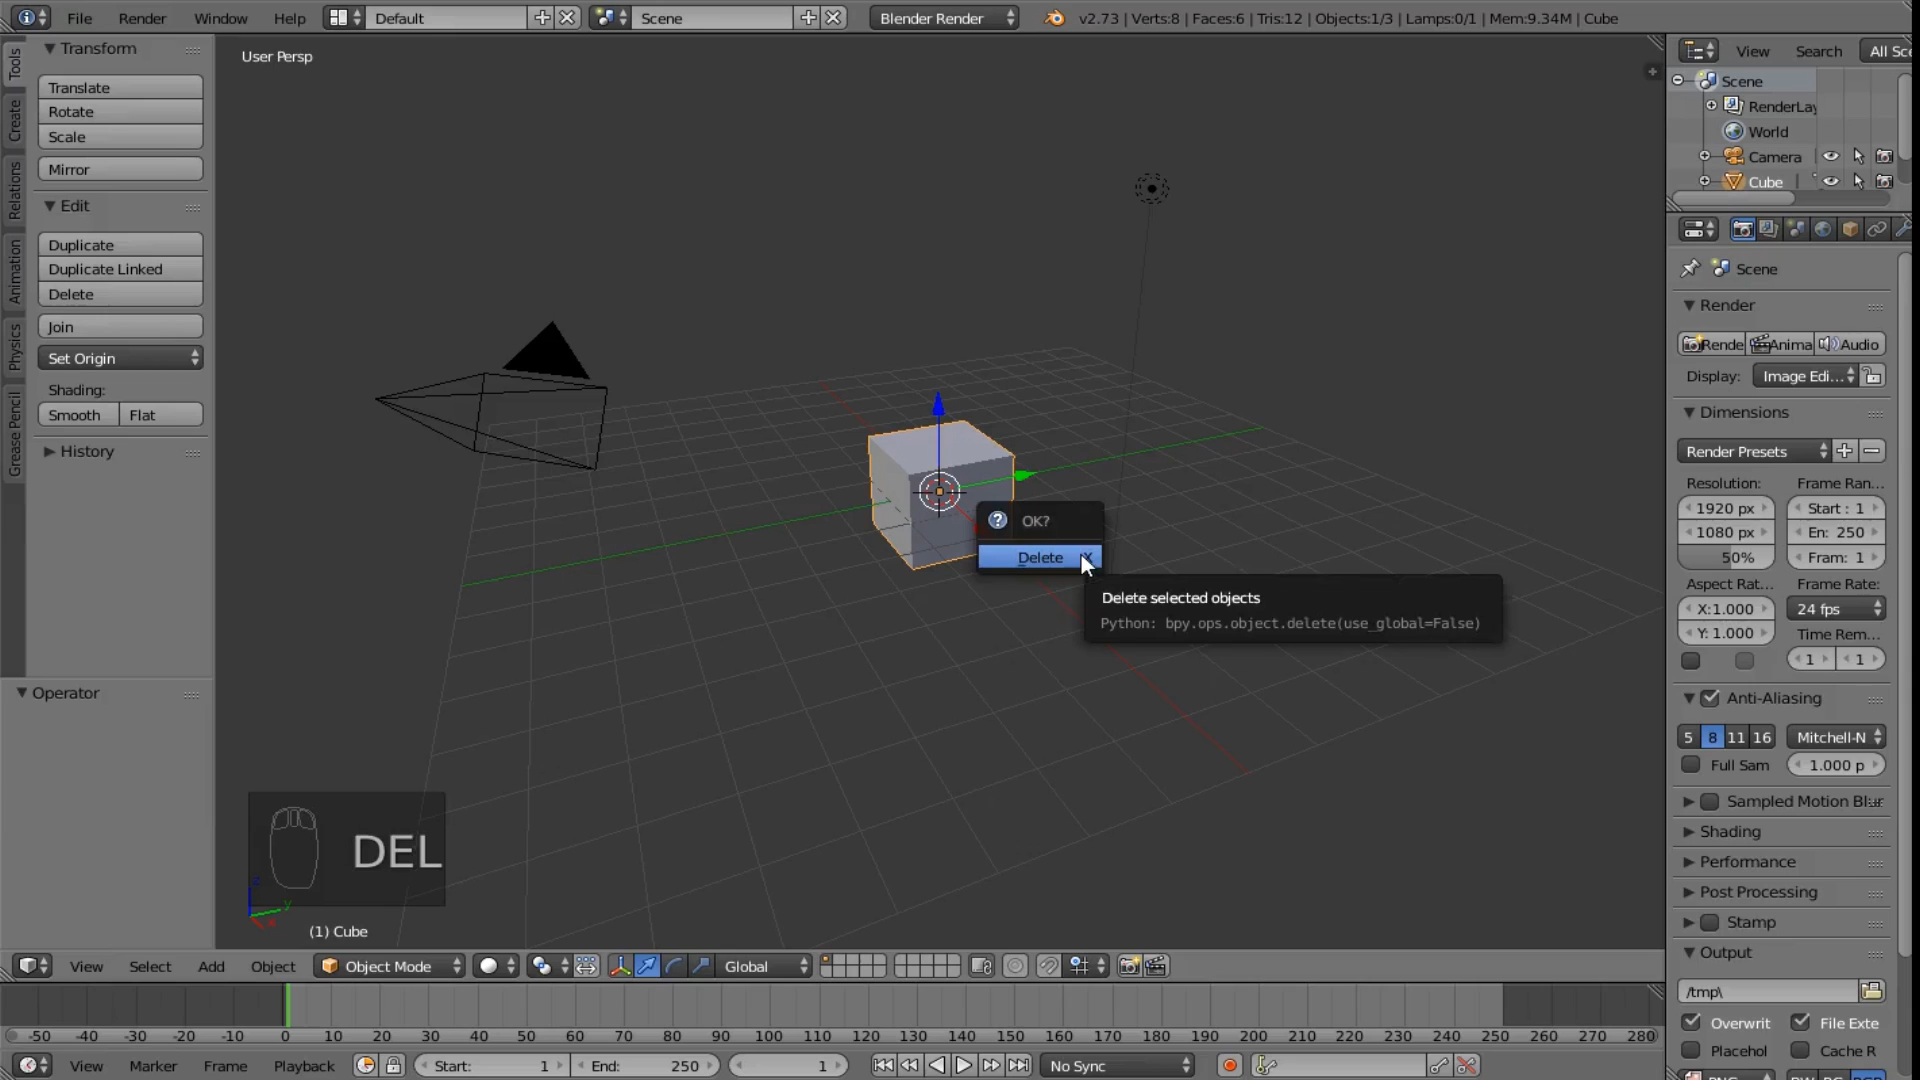 File Render Window Help Default Scene Blender Render v2.73 | Verts:8 | Faces:6 | Tris:12 | Objects:1/3 | Lamps:0/1 | Mem:9.34M | Cube
Tools
Create
Relations
Animation
Physics
Grease Pencil
Transform
Translate
Rotate
Scale
Mirror
Edit
Duplicate
Duplicate Linked
Delete
Join
Set Origin
Shading:
Smooth Flat
History
Operator
User Persp
OK?
Delete
Delete selected objects
Python: bpy.ops.object.delete(use_global=False)
DEL
z
y
x
(1) Cube
View Search All Sce
Scene
RenderLay
World
Camera
Cube
Scene
Render
Rende Anima Audio
Display: Image Edi...
Dimensions
Render Presets
Resolution: Frame Ran...
1920 px Start : 1
1080 px En: 250
50% Fram: 1
Aspect Rat... Frame Rate:
X:1.000 24 fps
Y: 1.000 Time Rem...
1 1
Anti-Aliasing
5 8 11 16 Mitchell-N
Full Sam 1.000 p
Sampled Motion Blur
Shading
Performance
Post Processing
Stamp
Output
/tmp\
Overwrit File Exte
Placehol Cache R
View Select Add Object Object Mode Global
-50 -40 -30 -20 -10 0 10 20 30 40 50 60 70 80 90 100 110 120 130 140 150 160 170 180 190 200 210 220 230 240 250 260 270 280
View Marker Frame Playback Start: 1 End: 250 1 No Sync